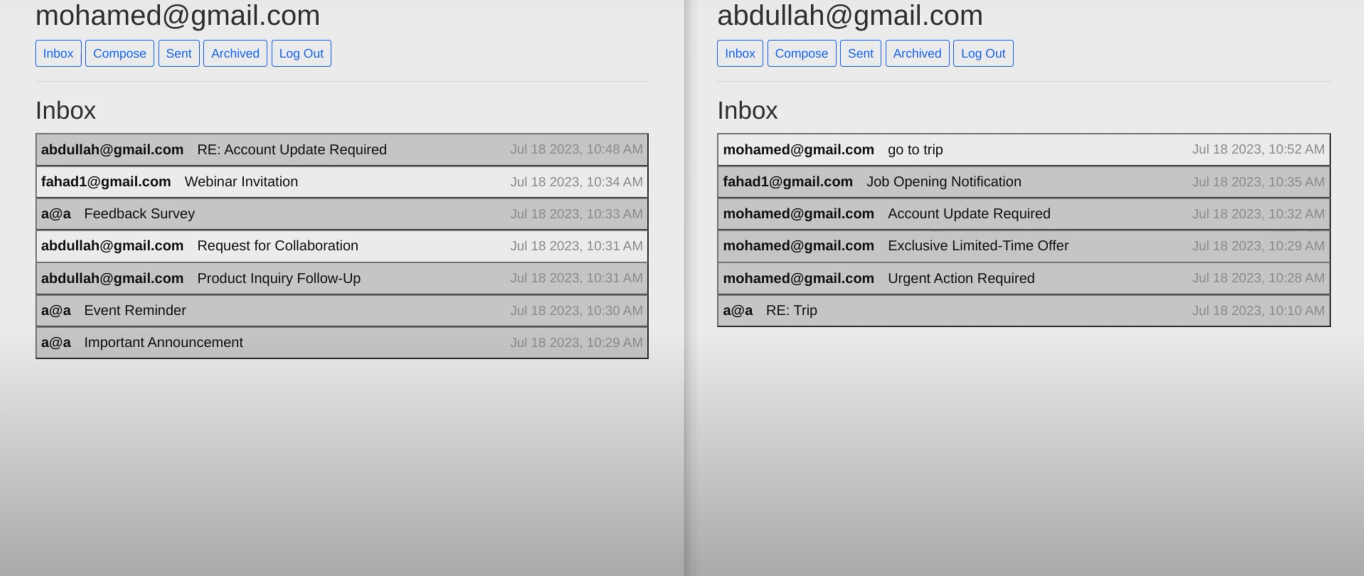 mohamed@gmail.com
Inbox Compose Sent Archived Log Out
Inbox
abdullah@gmail.com RE: Account Update Required Jul 18 2023, 10:48 AM
fahad1@gmail.com Webinar Invitation Jul 18 2023, 10:34 AM
a@a Feedback Survey Jul 18 2023, 10:33 AM
abdullah@gmail.com Request for Collaboration Jul 18 2023, 10:31 AM
abdullah@gmail.com Product Inquiry Follow-Up Jul 18 2023, 10:31 AM
a@a Event Reminder Jul 18 2023, 10:30 AM
a@a Important Announcement Jul 18 2023, 10:29 AM
abdullah@gmail.com
Inbox Compose Sent Archived Log Out
Inbox
mohamed@gmail.com go to trip Jul 18 2023, 10:52 AM
fahad1@gmail.com Job Opening Notification Jul 18 2023, 10:35 AM
mohamed@gmail.com Account Update Required Jul 18 2023, 10:32 AM
mohamed@gmail.com Exclusive Limited-Time Offer Jul 18 2023, 10:29 AM
mohamed@gmail.com Urgent Action Required Jul 18 2023, 10:28 AM
a@a RE: Trip Jul 18 2023, 10:10 AM